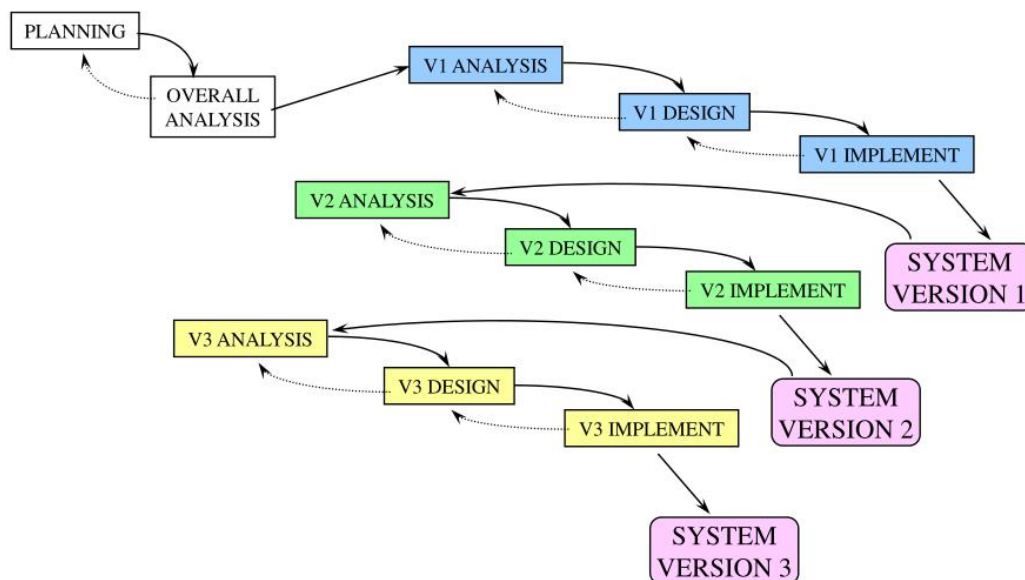 PLANNING
OVERALL
ANALYSIS
V1 ANALYSIS
V1 DESIGN
V1 IMPLEMENT
SYSTEM
VERSION 1
V2 ANALYSIS
V2 DESIGN
V2 IMPLEMENT
SYSTEM
VERSION 2
V3 ANALYSIS
V3 DESIGN
V3 IMPLEMENT
SYSTEM
VERSION 3